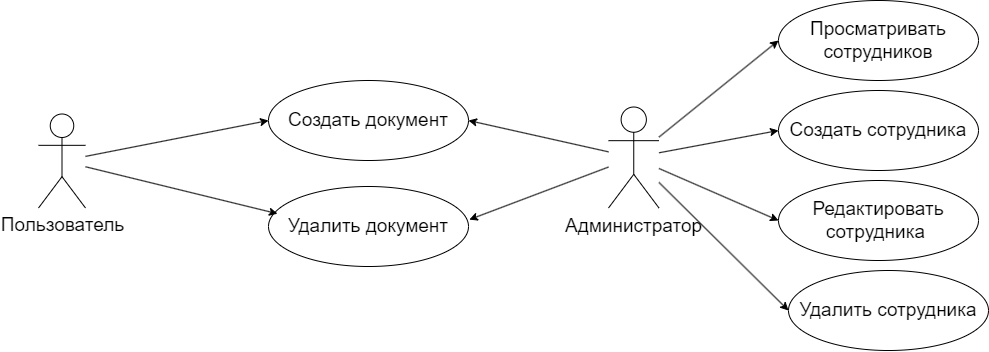 Просматривать
сотрудников
Создать документ
Создать сотрудника
Пользователь
Удалить документ
Администратор
Редактировать
сотрудника
Удалить сотрудника